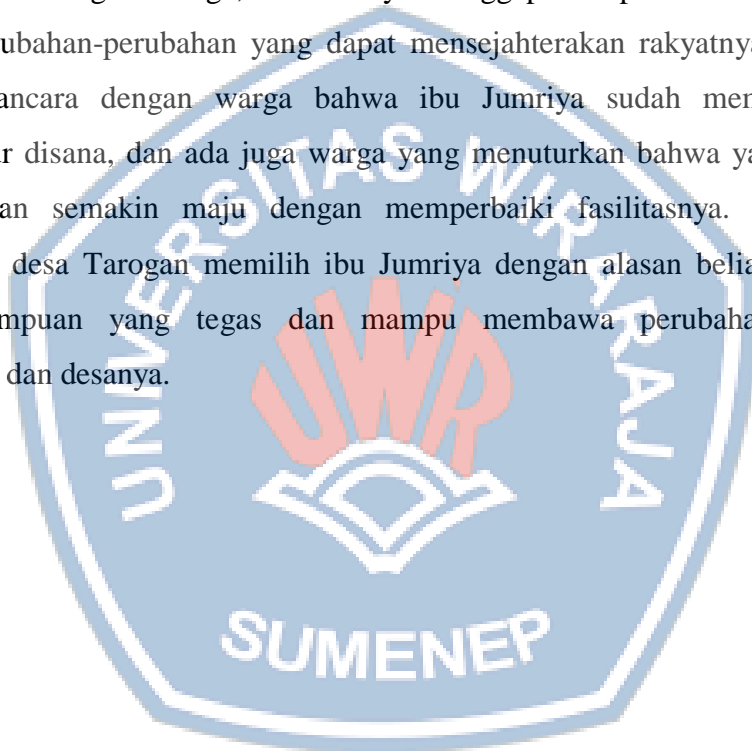 ubahan-perubahan yang dapat mensejahterakan rakyatnya
ancara dengan warga bahwa ibu Jumriya sudah men
r disana, dan ada juga warga yang menuturkan bahwa ya
an semakin maju dengan memperbaiki fasilitasnya.
desa Tarogan memilih ibu Jumriya dengan alasan belia
mpuan yang tegas dan mampu membawa perubaha
dan desanya.
UNIVERSITAS WIRARAJA
UWR
SUMENEP